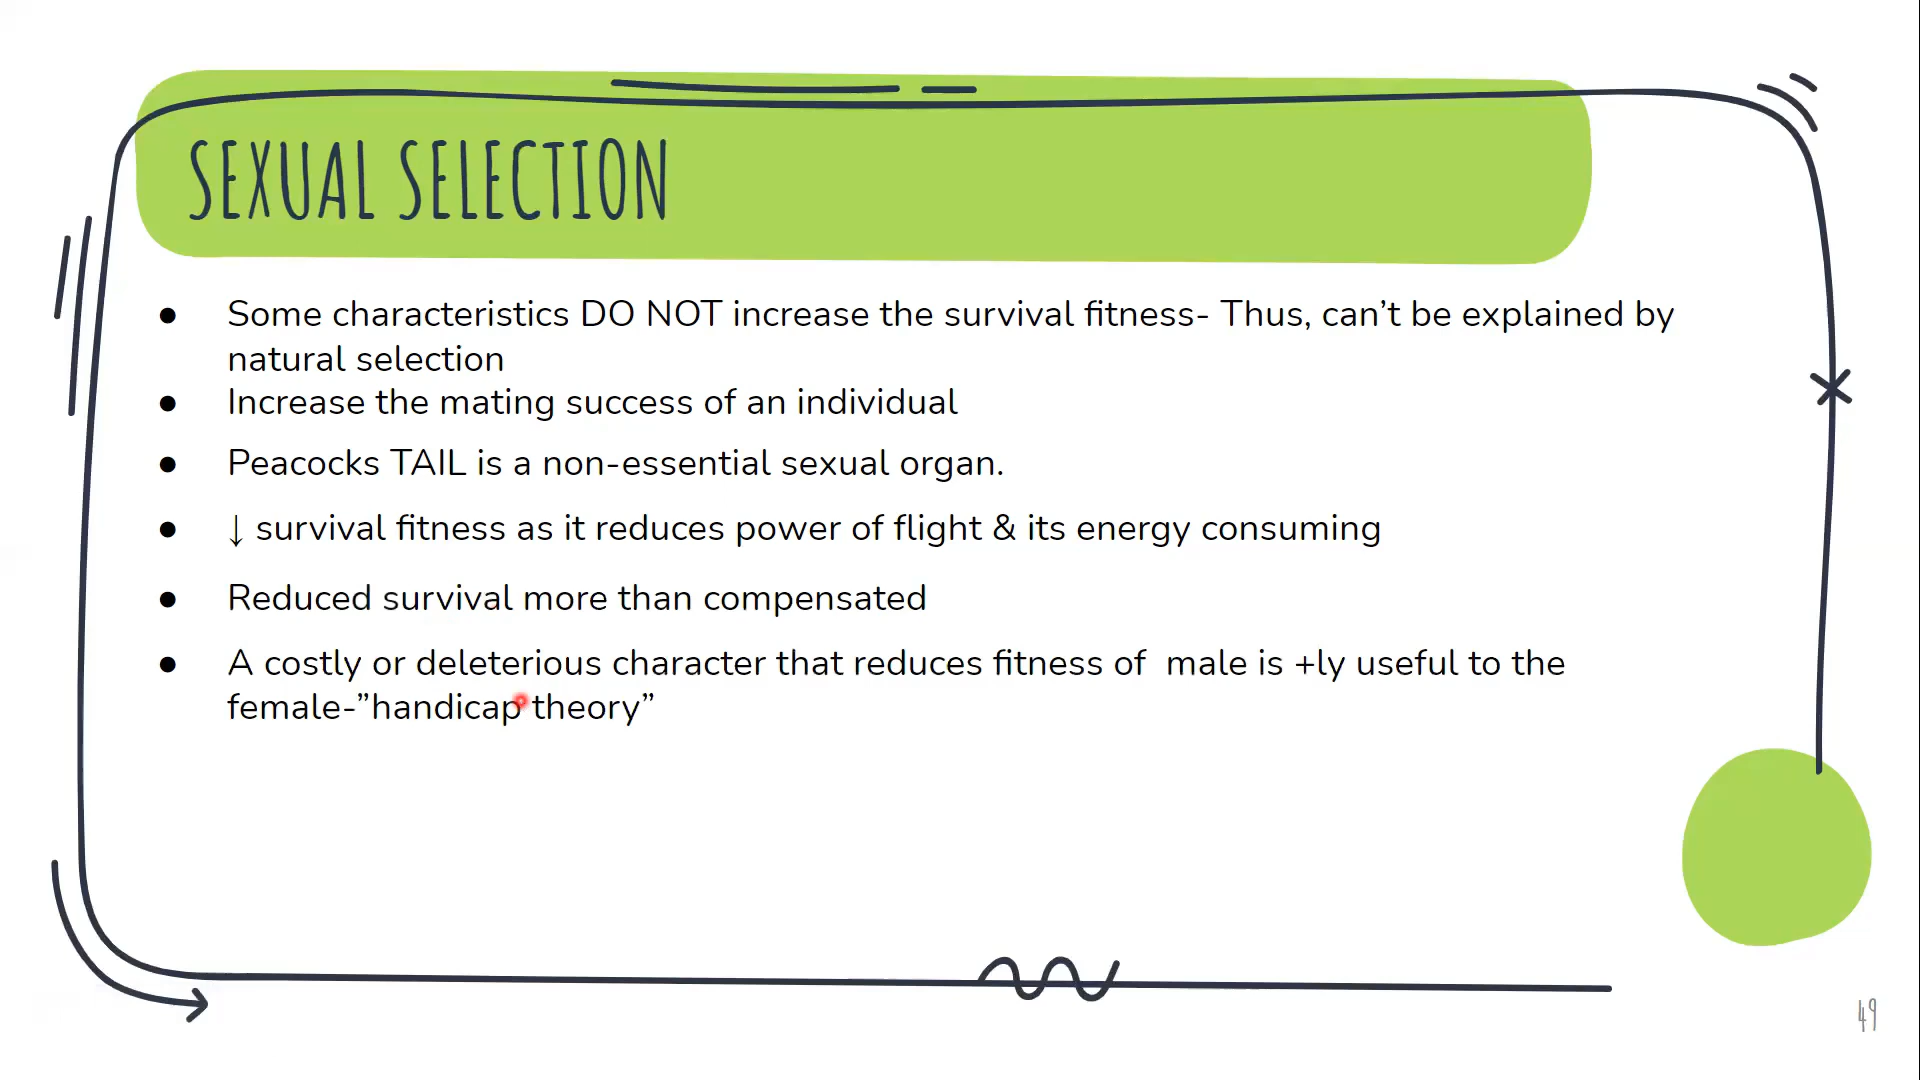 SEXUAL SELECTION
● Some characteristics DO NOT increase the survival fitness- Thus, can’t be explained by
natural selection
● Increase the mating success of an individual
● Peacocks TAIL is a non-essential sexual organ.
● ↓ survival fitness as it reduces power of flight & its energy consuming
● Reduced survival more than compensated
● A costly or deleterious character that reduces fitness of  male is +ly useful to the
female-”handicap theory”
49